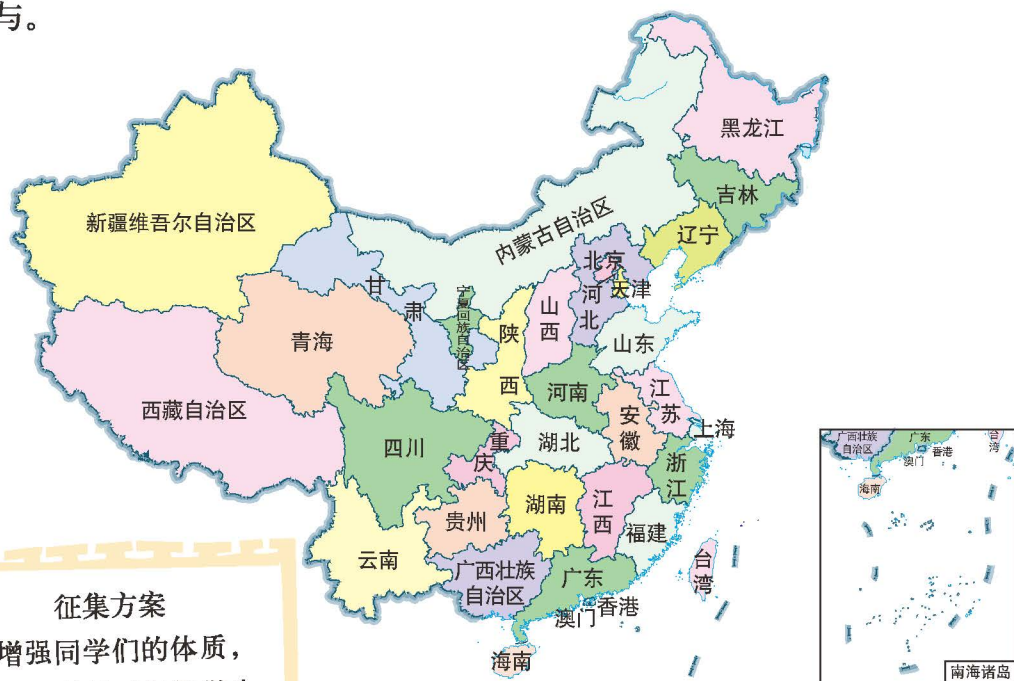 与。
黑龙江
吉林
辽宁
新疆维吾尔自治区
内蒙古自治区
北京
天津
河北
甘肃
宁夏回族自治区
山西
陕西
青海
山东
西藏自治区
河南
江苏
安徽
上海
四川
重庆
湖北
浙江
湖南
江西
贵州
福建
云南
广西壮族
自治区
广东
台湾
香港
澳门
海南
广西壮族
自治区
广东
香港
澳门
台湾
海南
南海诸岛
征集方案
增强同学们的体质，